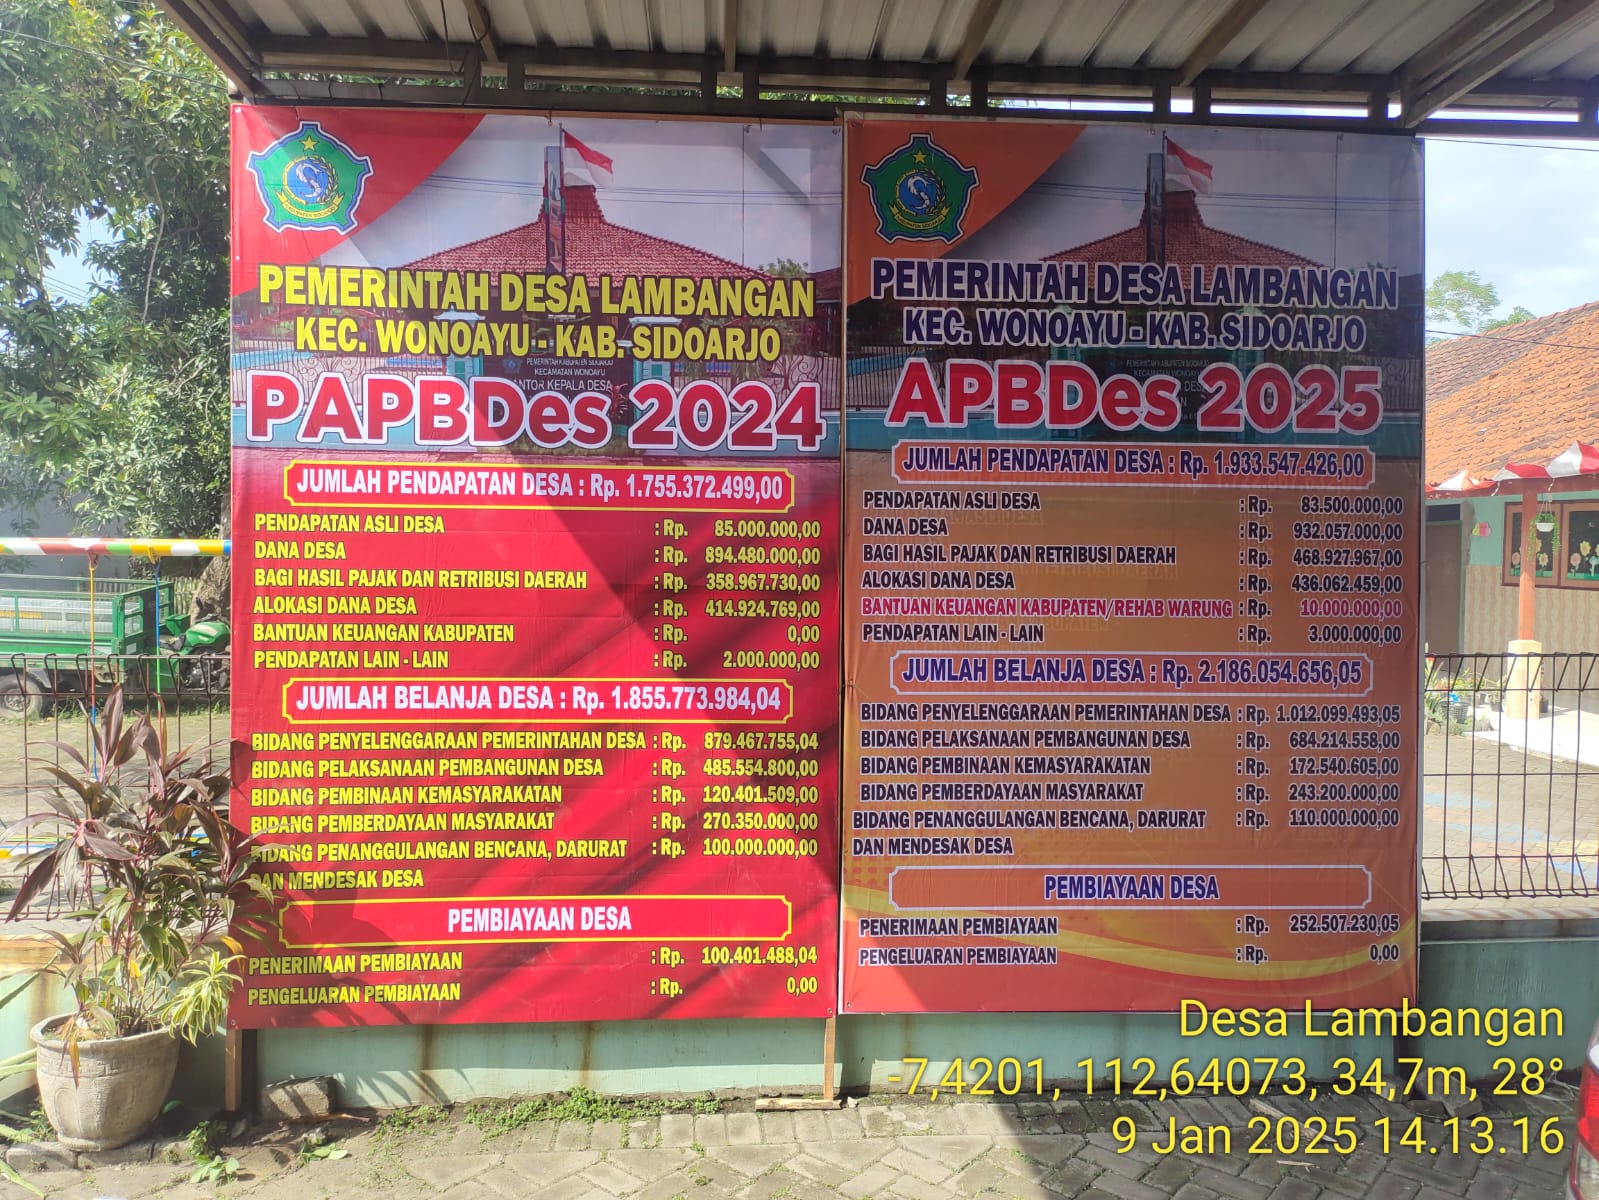 PEMERINTAH DESA LAMBANGAN
KEC. WONOAYU - KAB. SIDOARJO
PEMERINTAH KABUPATEN SIDOARJO
KECAMATAN WONOAYU
KANTOR KEPALA DESA
PAPBDes 2024
JUMLAH PENDAPATAN DESA : Rp. 1.755.372.499,00
PENDAPATAN ASLI DESA : Rp. 85.000.000,00
DANA DESA : Rp. 894.480.000,00
BAGI HASIL PAJAK DAN RETRIBUSI DAERAH : Rp. 358.967.730,00
ALOKASI DANA DESA : Rp. 414.924.769,00
BANTUAN KEUANGAN KABUPATEN : Rp. 0,00
PENDAPATAN LAIN - LAIN : Rp. 2.000.000,00
JUMLAH BELANJA DESA : Rp. 1.855.773.984,04
BIDANG PENYELENGGARAAN PEMERINTAHAN DESA : Rp. 879.467.755,04
BIDANG PELAKSANAAN PEMBANGUNAN DESA : Rp. 485.554.800,00
BIDANG PEMBINAAN KEMASYARAKATAN : Rp. 120.401.509,00
BIDANG PEMBERDAYAAN MASYARAKAT : Rp. 270.350.000,00
BIDANG PENANGGULANGAN BENCANA, DARURAT : Rp. 100.000.000,00
DAN MENDESAK DESA
PEMBIAYAAN DESA
PENERIMAAN PEMBIAYAAN : Rp. 100.401.488,04
PENGELUARAN PEMBIAYAAN : Rp. 0,00
PEMERINTAH DESA LAMBANGAN
KEC. WONOAYU - KAB. SIDOARJO
APBDes 2025
JUMLAH PENDAPATAN DESA : Rp. 1.933.547.426,00
PENDAPATAN ASLI DESA : Rp. 83.500.000,00
DANA DESA : Rp. 932.057.000,00
BAGI HASIL PAJAK DAN RETRIBUSI DAERAH : Rp. 468.927.967,00
ALOKASI DANA DESA : Rp. 436.062.459,00
BANTUAN KEUANGAN KABUPATEN/REHAB WARUNG : Rp. 10.000.000,00
PENDAPATAN LAIN - LAIN : Rp. 3.000.000,00
JUMLAH BELANJA DESA : Rp. 2.186.054.656,05
BIDANG PENYELENGGARAAN PEMERINTAHAN DESA : Rp. 1.012.099.493,05
BIDANG PELAKSANAAN PEMBANGUNAN DESA : Rp. 684.214.558,00
BIDANG PEMBINAAN KEMASYARAKATAN : Rp. 172.540.605,00
BIDANG PEMBERDAYAAN MASYARAKAT : Rp. 243.200.000,00
BIDANG PENANGGULANGAN BENCANA, DARURAT : Rp. 110.000.000,00
DAN MENDESAK DESA
PEMBIAYAAN DESA
PENERIMAAN PEMBIAYAAN : Rp. 252.507.230,05
PENGELUARAN PEMBIAYAAN : Rp. 0,00
Desa Lambangan
-7,4201, 112,64073, 34,7m, 28°
9 Jan 2025 14.13.16